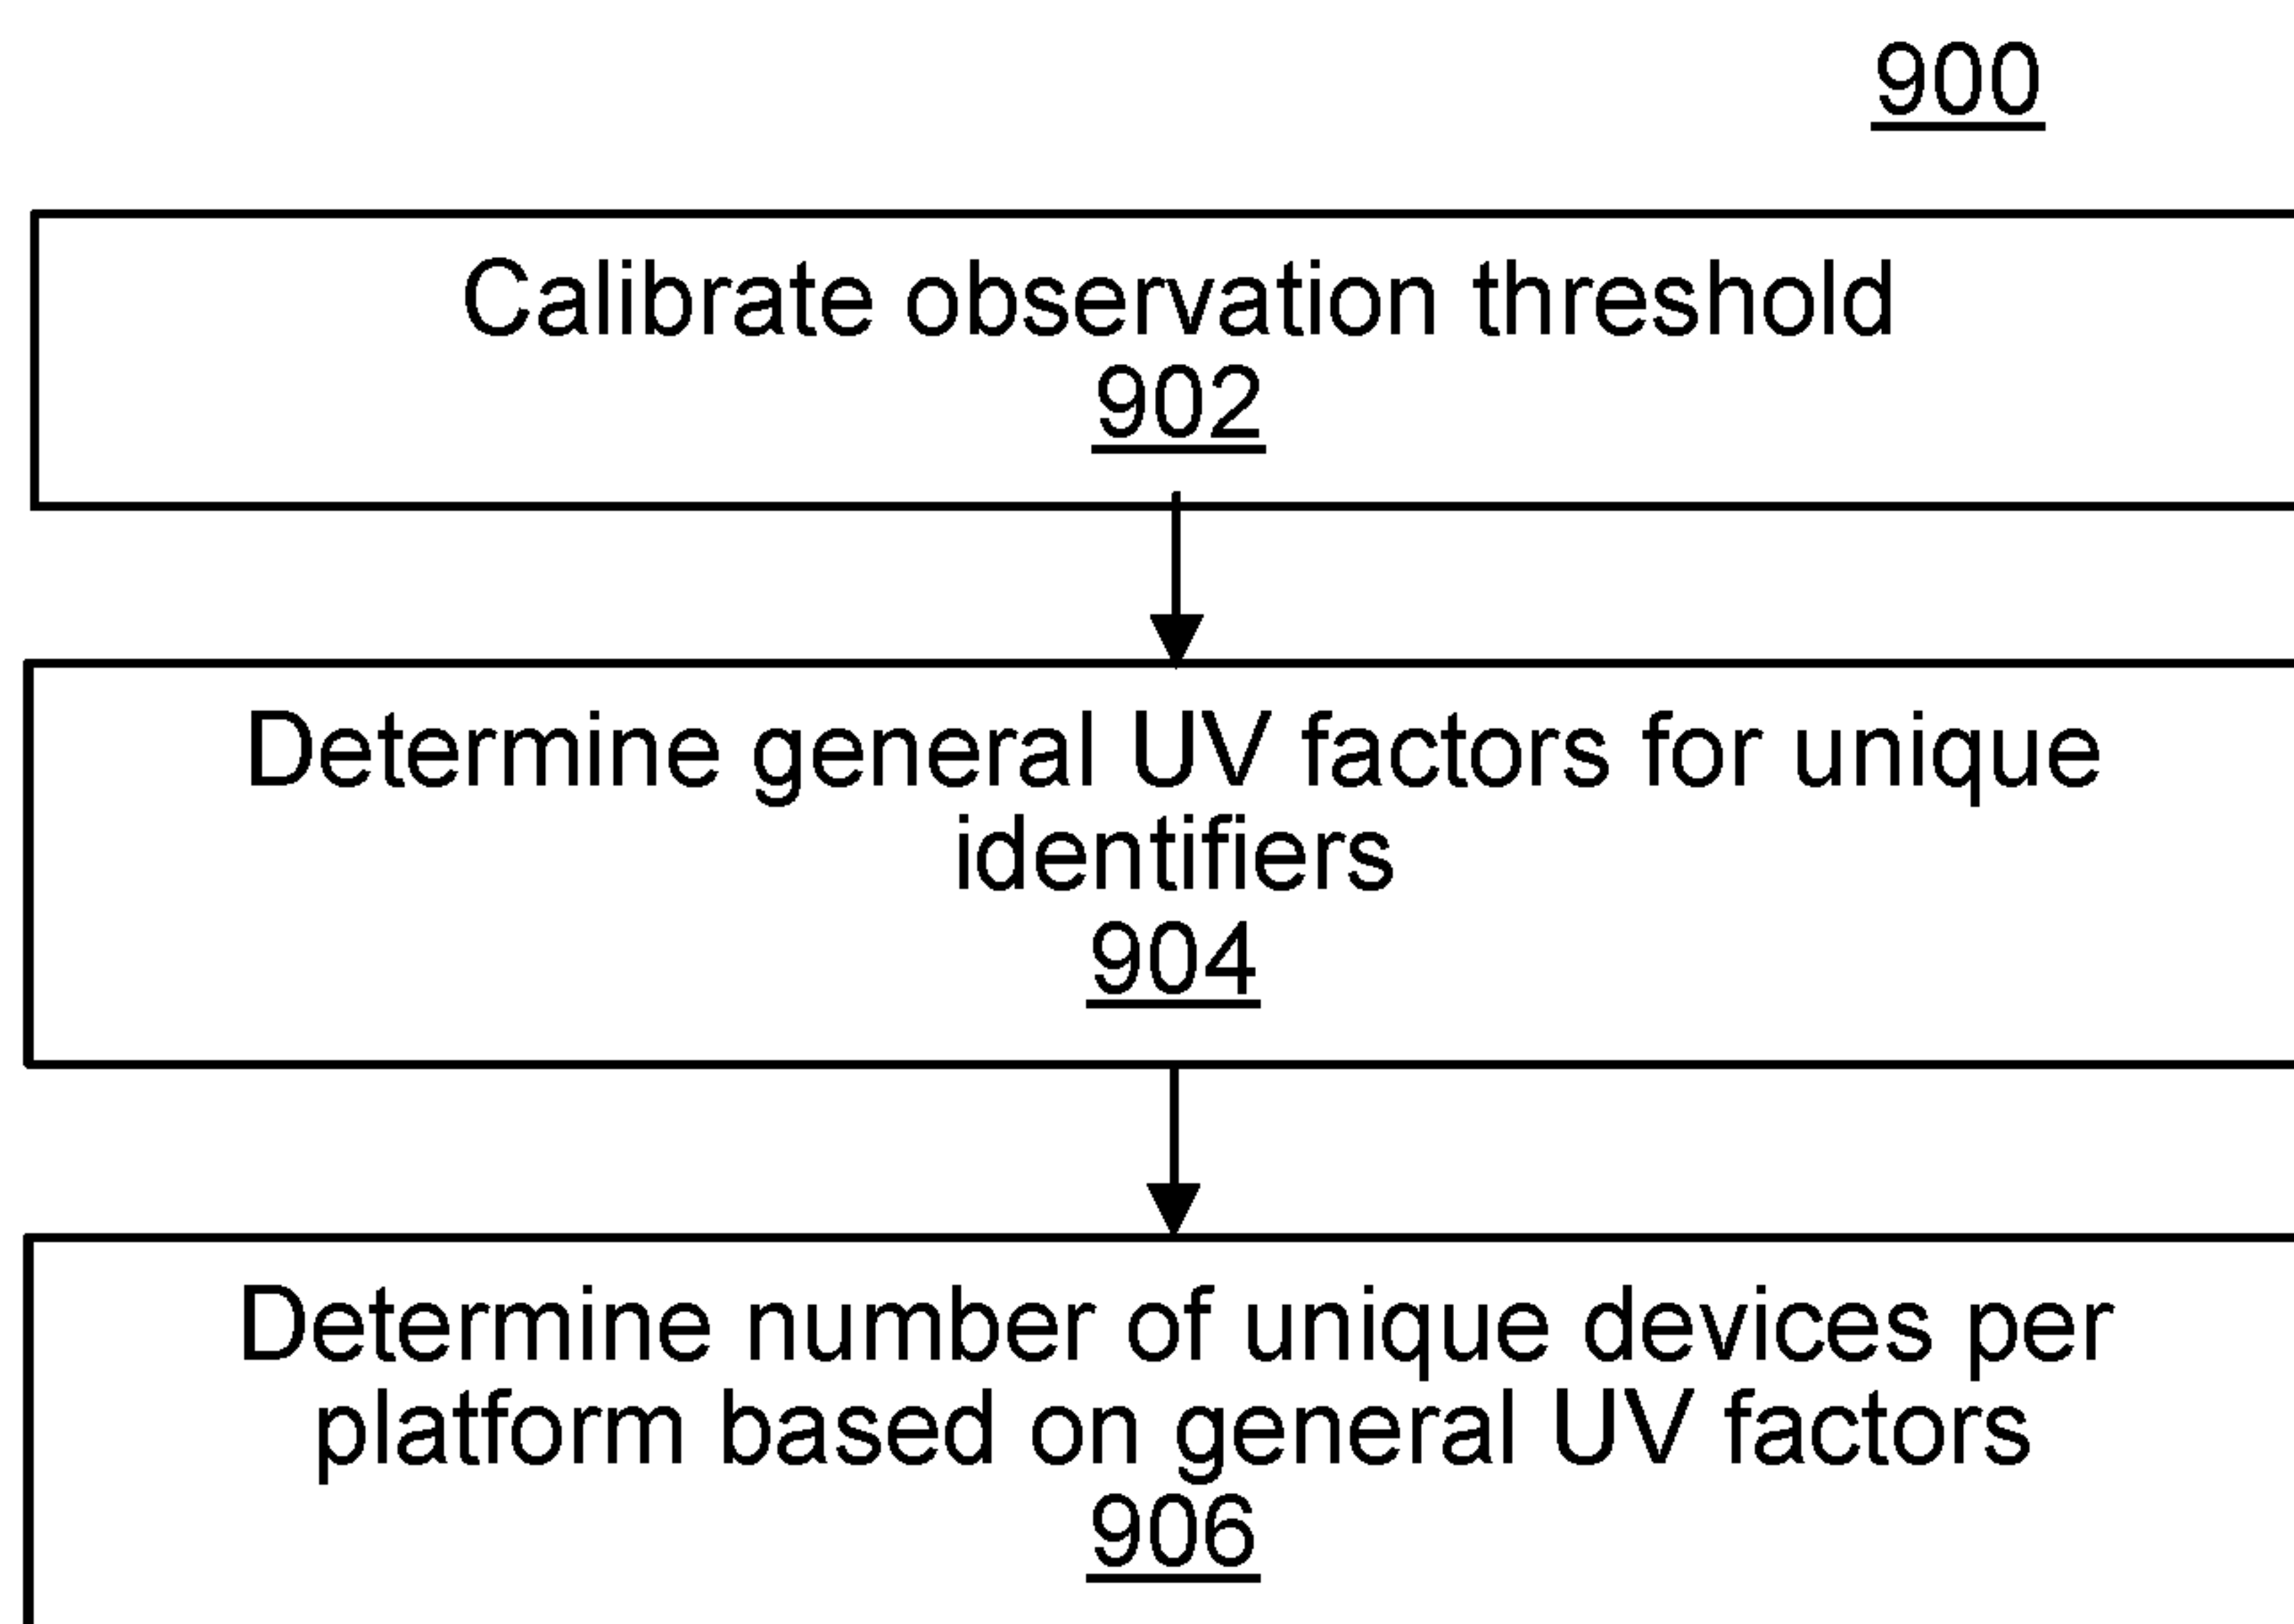 900
Calibrate observation threshold
902
Determine general UV factors for unique
identifiers
904
Determine number of unique devices per
platform based on general UV factors
906